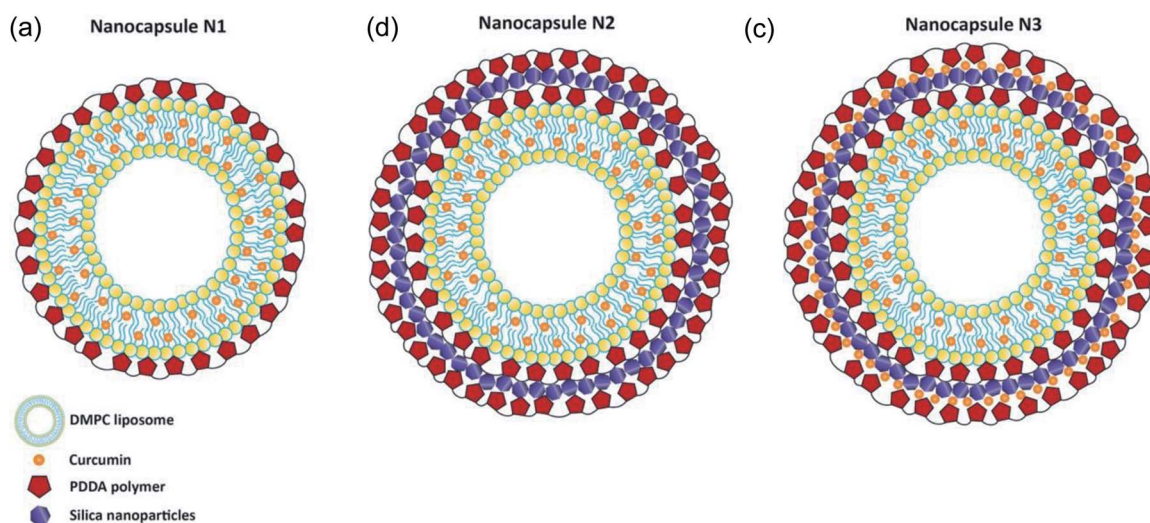 (a) Nanocapsule N1
(d) Nanocapsule N2
(c) Nanocapsule N3
DMPC liposome
Curcumin
PDDA polymer
Silica nanoparticles